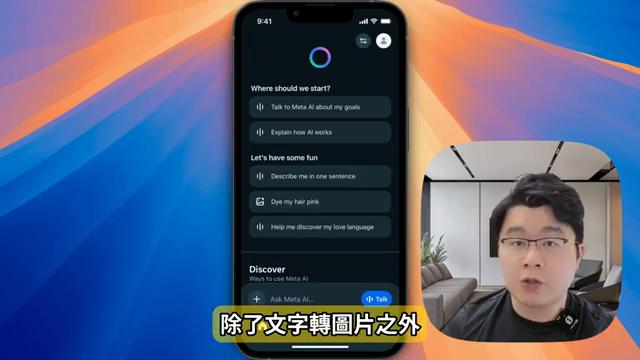 9:41
Where should we start?
Talk to Meta AI about my goals
Explain how AI works
Let's have some fun
Describe me in one sentence
Dye my hair pink
Help me discover my love language
Discover
Ways to use Meta AI
Ask Meta AI...
Talk
除了文字轉圖片之外